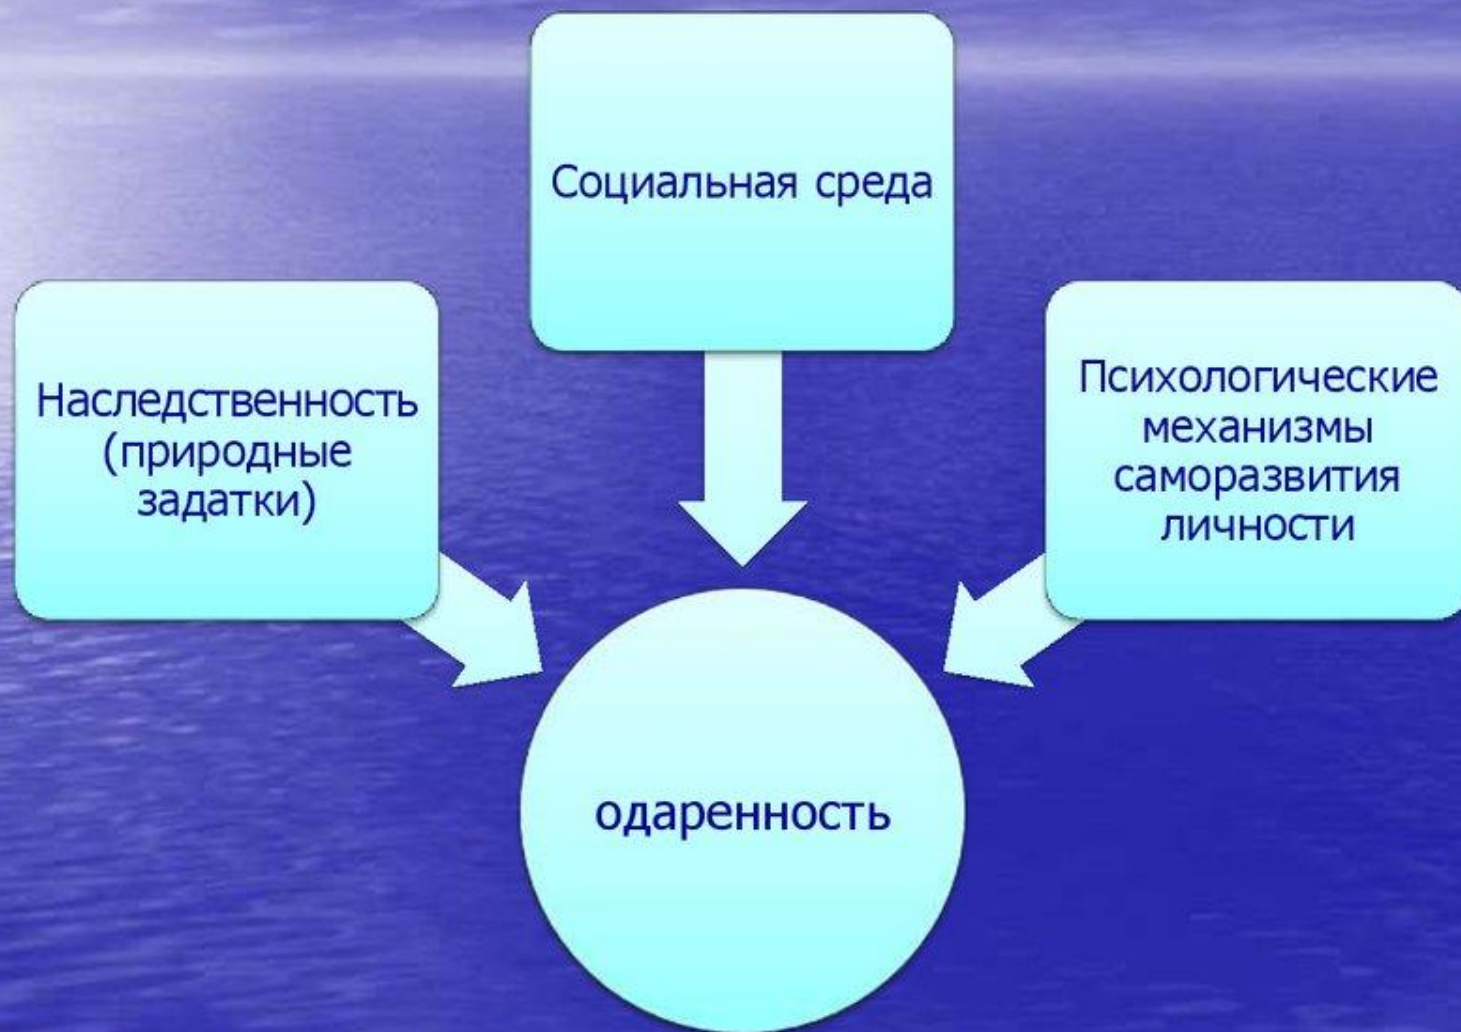 Социальная среда
Наследственность
(природные
задатки)
Психологические
механизмы
саморазвития
личности
одаренность